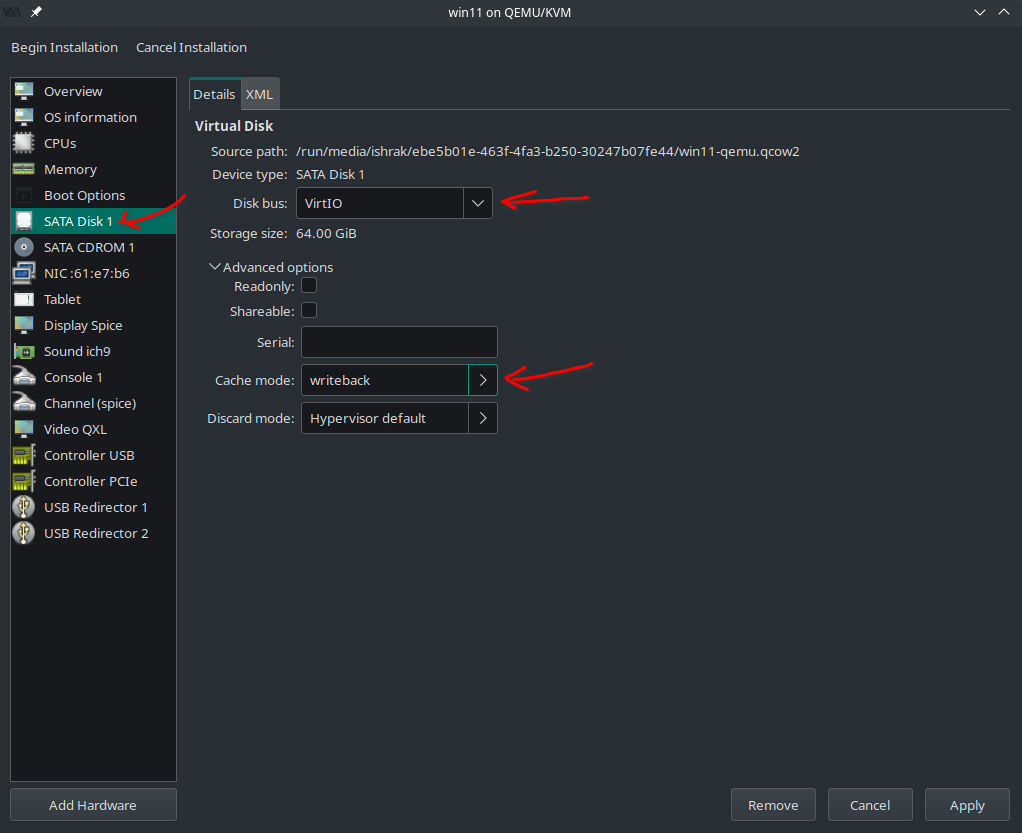 win11 on QEMU/KVM
Begin Installation Cancel Installation
Overview
OS information
CPUs
Memory
Boot Options
SATA Disk 1
SATA CDROM 1
NIC :61:e7:b6
Tablet
Display Spice
Sound ich9
Console 1
Channel (spice)
Video QXL
Controller USB
Controller PCIe
USB Redirector 1
USB Redirector 2
Add Hardware
Details XML
Virtual Disk
Source path: /run/media/ishrak/ebe5b01e-463f-4fa3-b250-30247b07fe44/win11-qemu.qcow2
Device type: SATA Disk 1
Disk bus: VirtIO
Storage size: 64.00 GiB
Advanced options
Readonly:
Shareable:
Serial:
Cache mode: writeback
Discard mode: Hypervisor default
Remove Cancel Apply